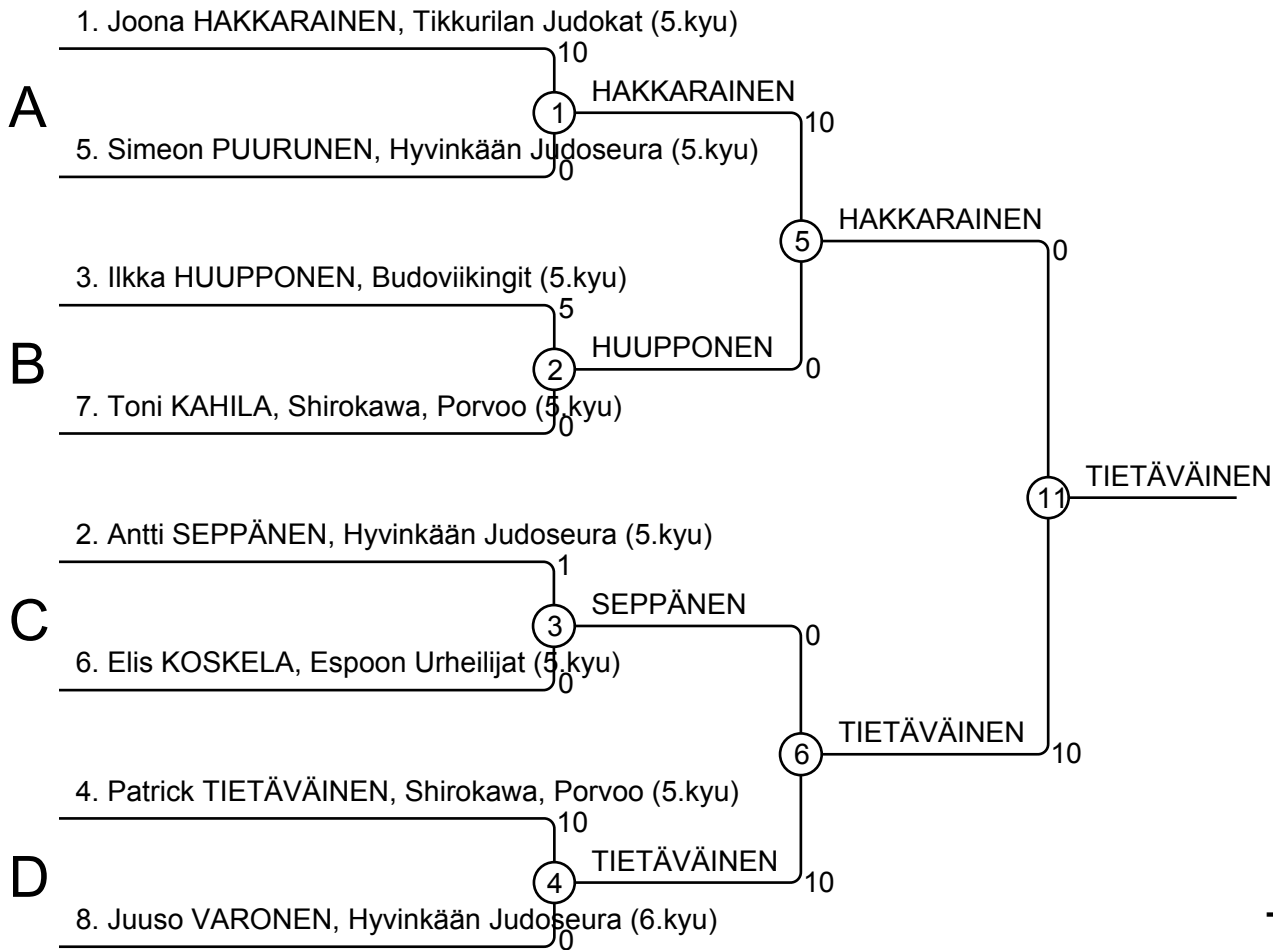 1. Joona HAKKARAINEN, Tikkurilan Judokat (5.kyu)
10
A
1
HAKKARAINEN
10
5. Simeon PUURUNEN, Hyvinkään Judoseura (5.kyu)
0
5
HAKKARAINEN
0
3. Ilkka HUUPPONEN, Budoviikingit (5.kyu)
5
B
2
HUUPPONEN
0
7. Toni KAHILA, Shirokawa, Porvoo (5.kyu)
0
11
TIETÄVÄINEN
2. Antti SEPPÄNEN, Hyvinkään Judoseura (5.kyu)
1
C
3
SEPPÄNEN
0
6. Elis KOSKELA, Espoon Urheilijat (5.kyu)
0
6
TIETÄVÄINEN
10
4. Patrick TIETÄVÄINEN, Shirokawa, Porvoo (5.kyu)
10
D
4
TIETÄVÄINEN
10
8. Juuso VARONEN, Hyvinkään Judoseura (6.kyu)
0